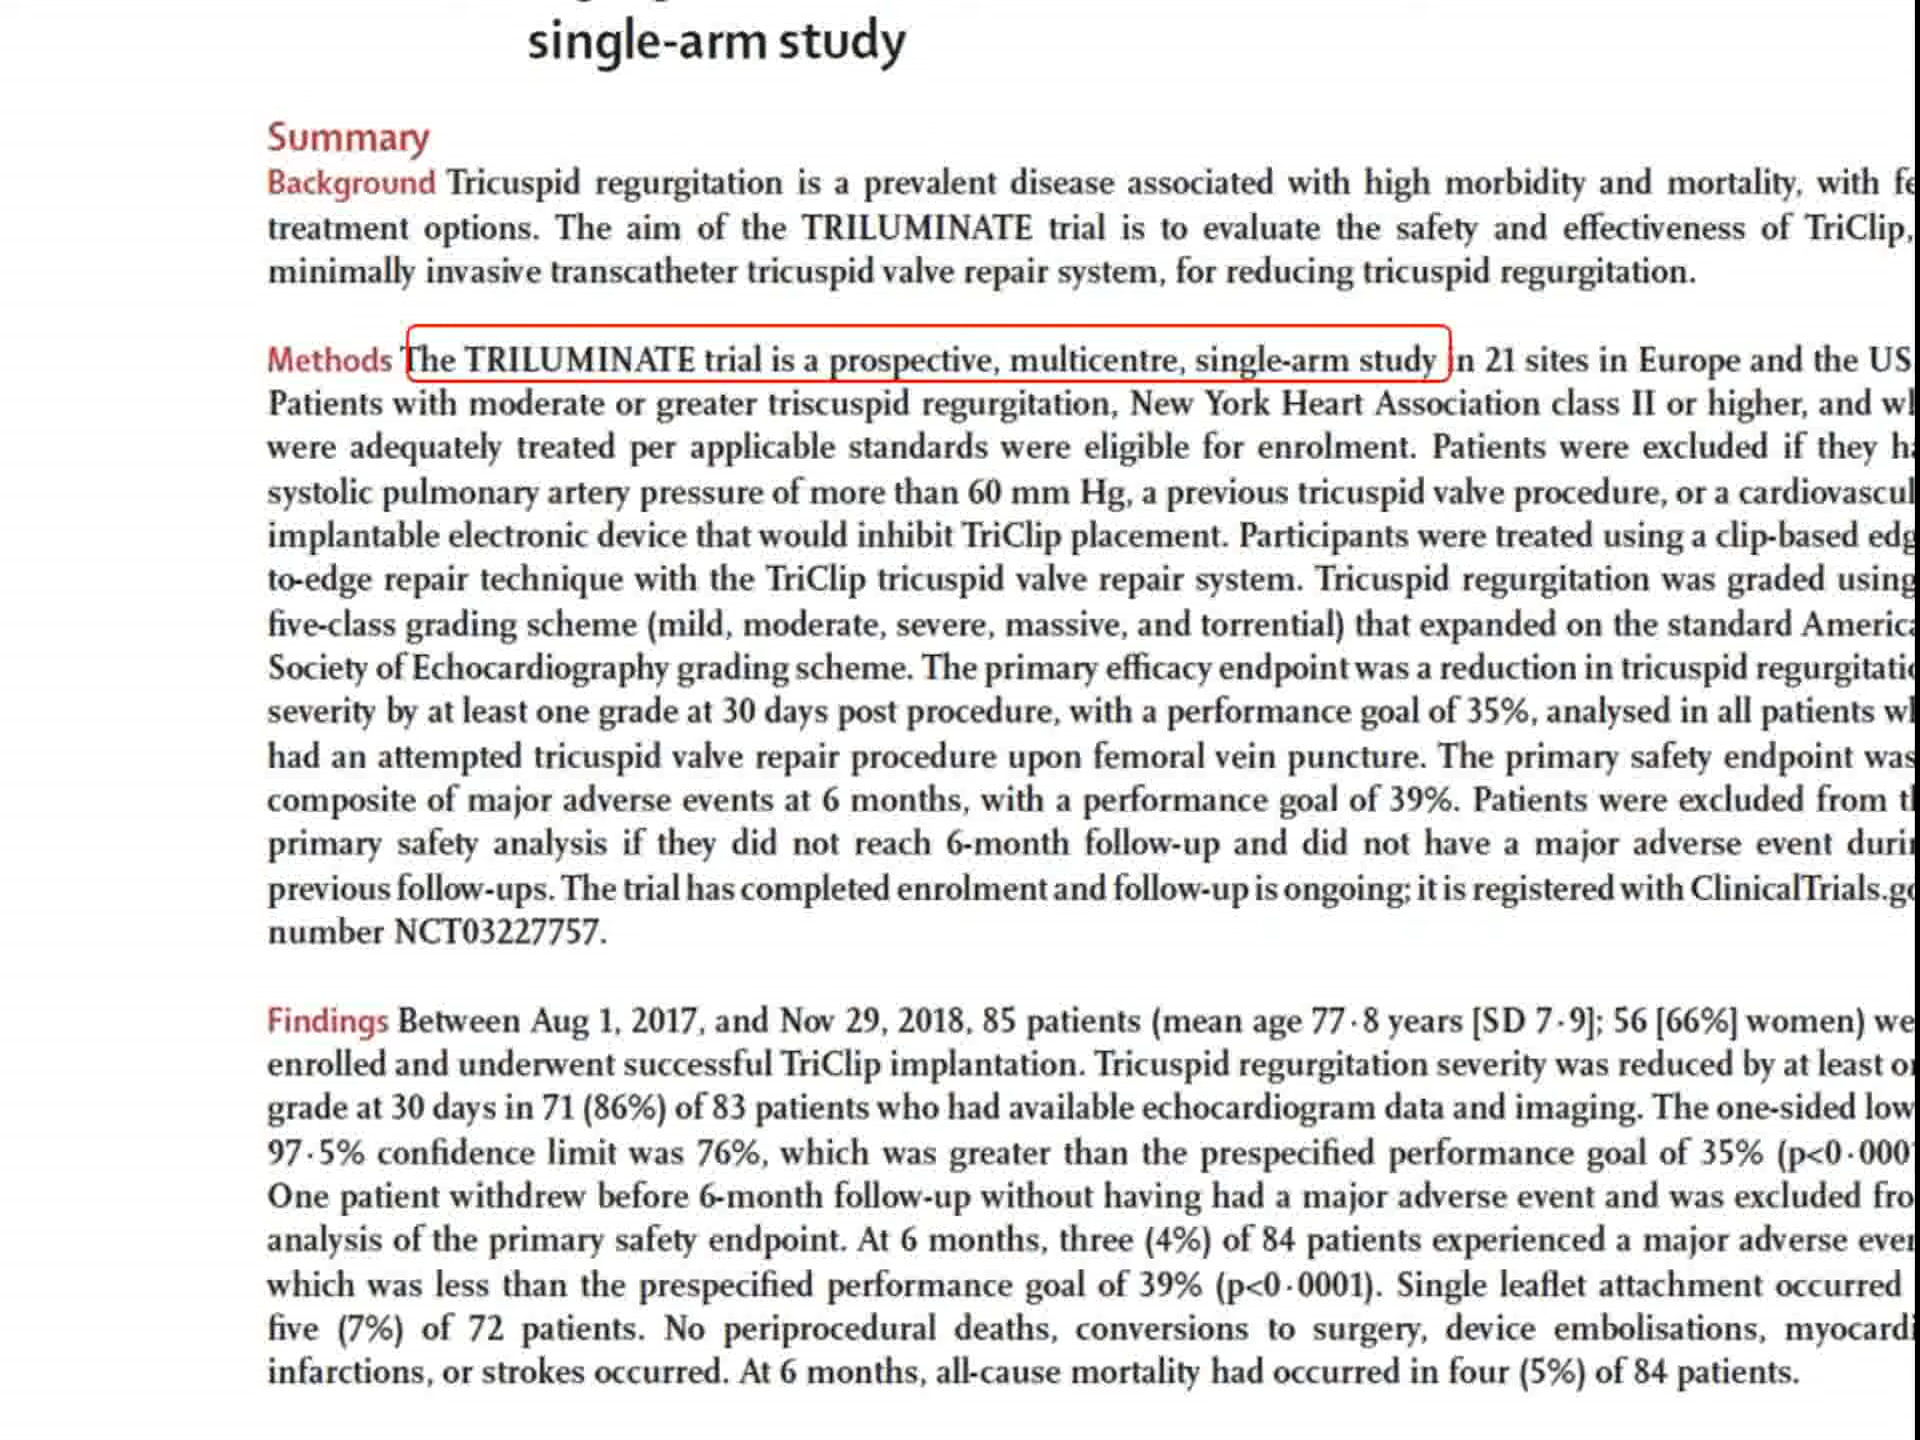 single-arm study
Summary
Background Tricuspid regurgitation is a prevalent disease associated with high morbidity and mortality, with
treatment options. The aim of the TRILUMINATE trial is to evaluate the safety and effectiveness of TriClip,
minimally invasive transcatheter tricuspid valve repair system, for reducing tricuspid regurgitation.
Methods The TRILUMINATE trial is a prospective, multicentre, single-arm study in 21 sites in Europe and the US
Patients with moderate or greater triscuspid regurgitation, New York Heart Association class II or higher, and
were adequately treated per applicable standards were eligible for enrolment. Patients were excluded if they
systolic pulmonary artery pressure of more than 60 mm Hg, a previous tricuspid valve procedure, or a
implantable electronic device that would inhibit TriClip placement. Participants were treated using a clip-based
to-edge repair technique with the TriClip tricuspid valve repair system. Tricuspid regurgitation was graded using
five-class grading scheme (mild, moderate, severe, massive, and torrential) that expanded on the standard
Society of Echocardiography grading scheme. The primary efficacy endpoint was a reduction in tricuspid
severity by at least one grade at 30 days post procedure, with a performance goal of 35%, analysed in all patients
had an attempted tricuspid valve repair procedure upon femoral vein puncture. The primary safety endpoint was
composite of major adverse events at 6 months, with a performance goal of 39%. Patients were excluded from
primary safety analysis if they did not reach 6-month follow-up and did not have a major adverse event
previous follow-ups. The trial has completed enrolment and follow-up is ongoing; it is registered with
number NCT03227757.
Findings Between Aug 1, 2017, and Nov 29, 2018, 85 patients (mean age 77·8 years [SD 7·9]; 56 [66%] women)
enrolled and underwent successful TriClip implantation. Tricuspid regurgitation severity was reduced by at least
grade at 30 days in 71 (86%) of 83 patients who had available echocardiogram data and imaging. The one-sided
97·5% confidence limit was 76%, which was greater than the prespecified performance goal of 35% (p<0·000
One patient withdrew before 6-month follow-up without having had a major adverse event and was excluded
analysis of the primary safety endpoint. At 6 months, three (4%) of 84 patients experienced a major adverse
which was less than the prespecified performance goal of 39% (p<0·0001). Single leaflet attachment occurred
five (7%) of 72 patients. No periprocedural deaths, conversions to surgery, device embolisations,
infarctions, or strokes occurred. At 6 months, all-cause mortality had occurred in four (5%) of 84 patients.